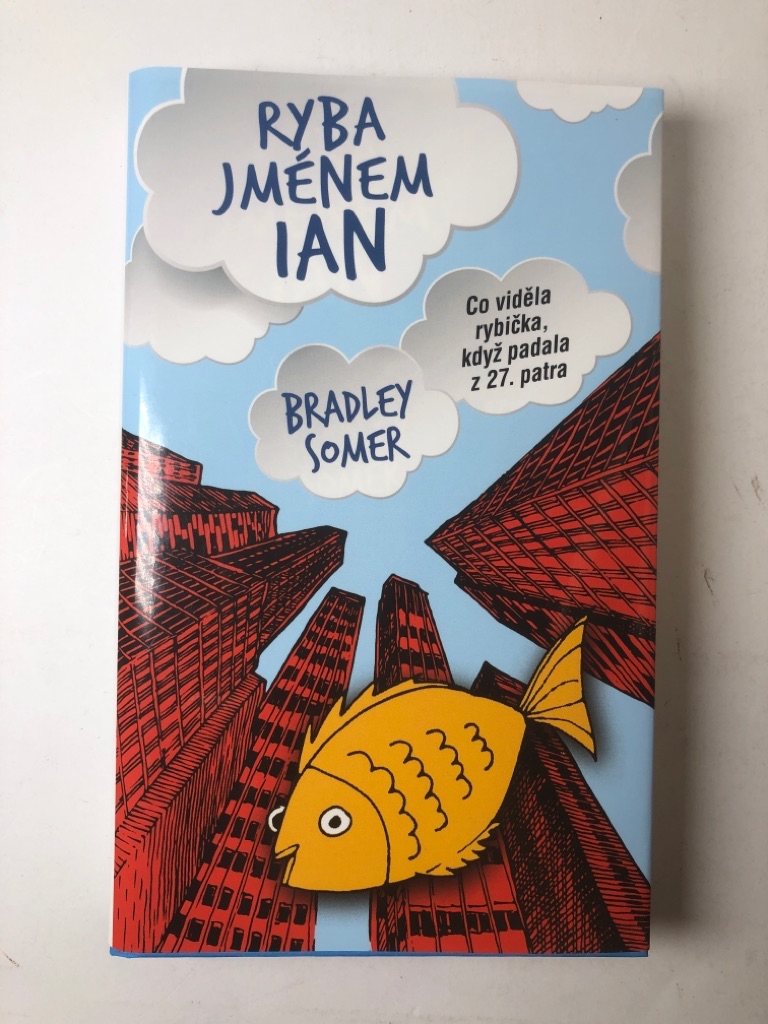 RYBA
JMÉNEM
IAN
Co viděla
rybička,
když padala
z 27. patra
BRADLEY
SOMER